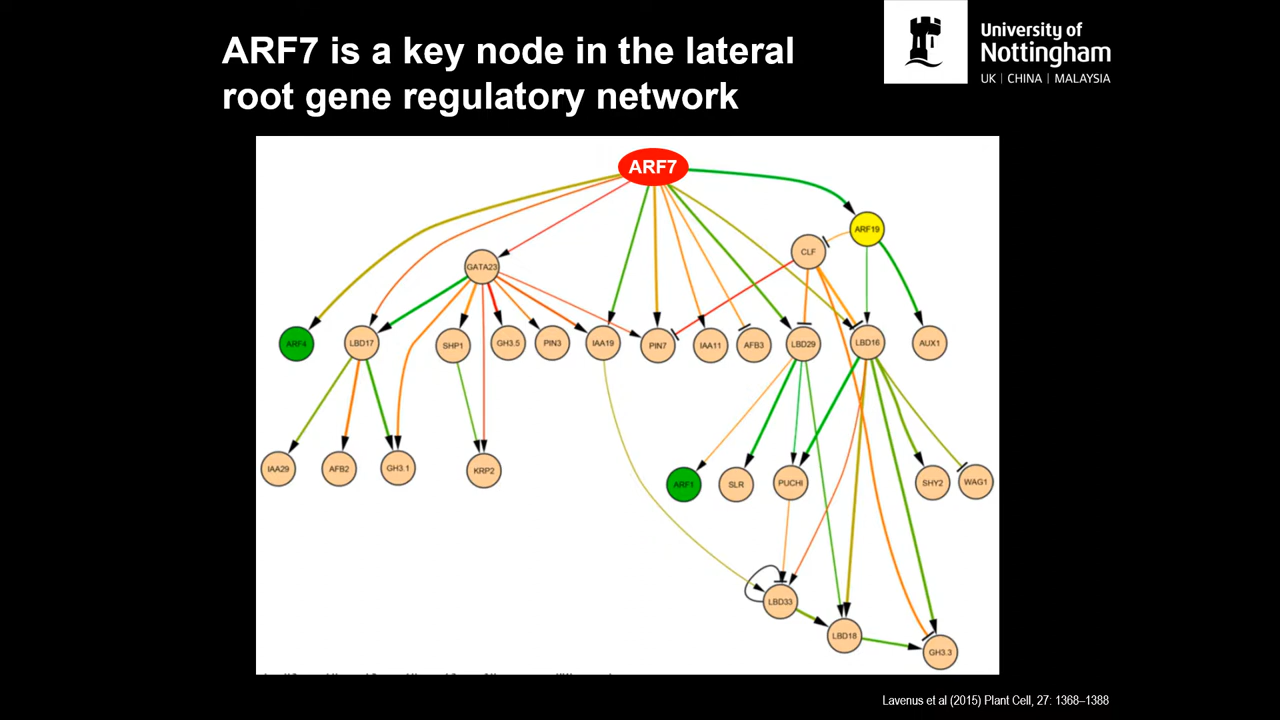 ARF7 is a key node in the lateral
root gene regulatory network
University of
Nottingham
UK | CHINA | MALAYSIA
ARF7
ARF19
CLF
GATA23
ARF4
LBD17
SHP1
GH3.5
PIN3
IAA19
PIN7
IAA11
AFB3
LBD29
LBD16
AUX1
IAA29
AFB2
GH3.1
KRP2
ARF1
SLR
PUCHI
SHY2
WAG1
LBD33
LBD18
GH3.3
Lavenus et al (2015) Plant Cell, 27: 1368–1388